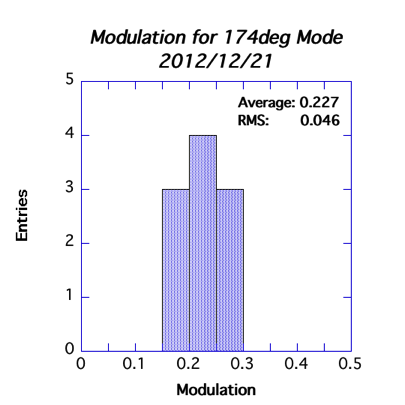 Modulation for 174deg Mode
2012/12/21
Average: 0.227
RMS: 0.046
5
4
3
2
1
0
Entries
0 0.1 0.2 0.3 0.4 0.5
Modulation